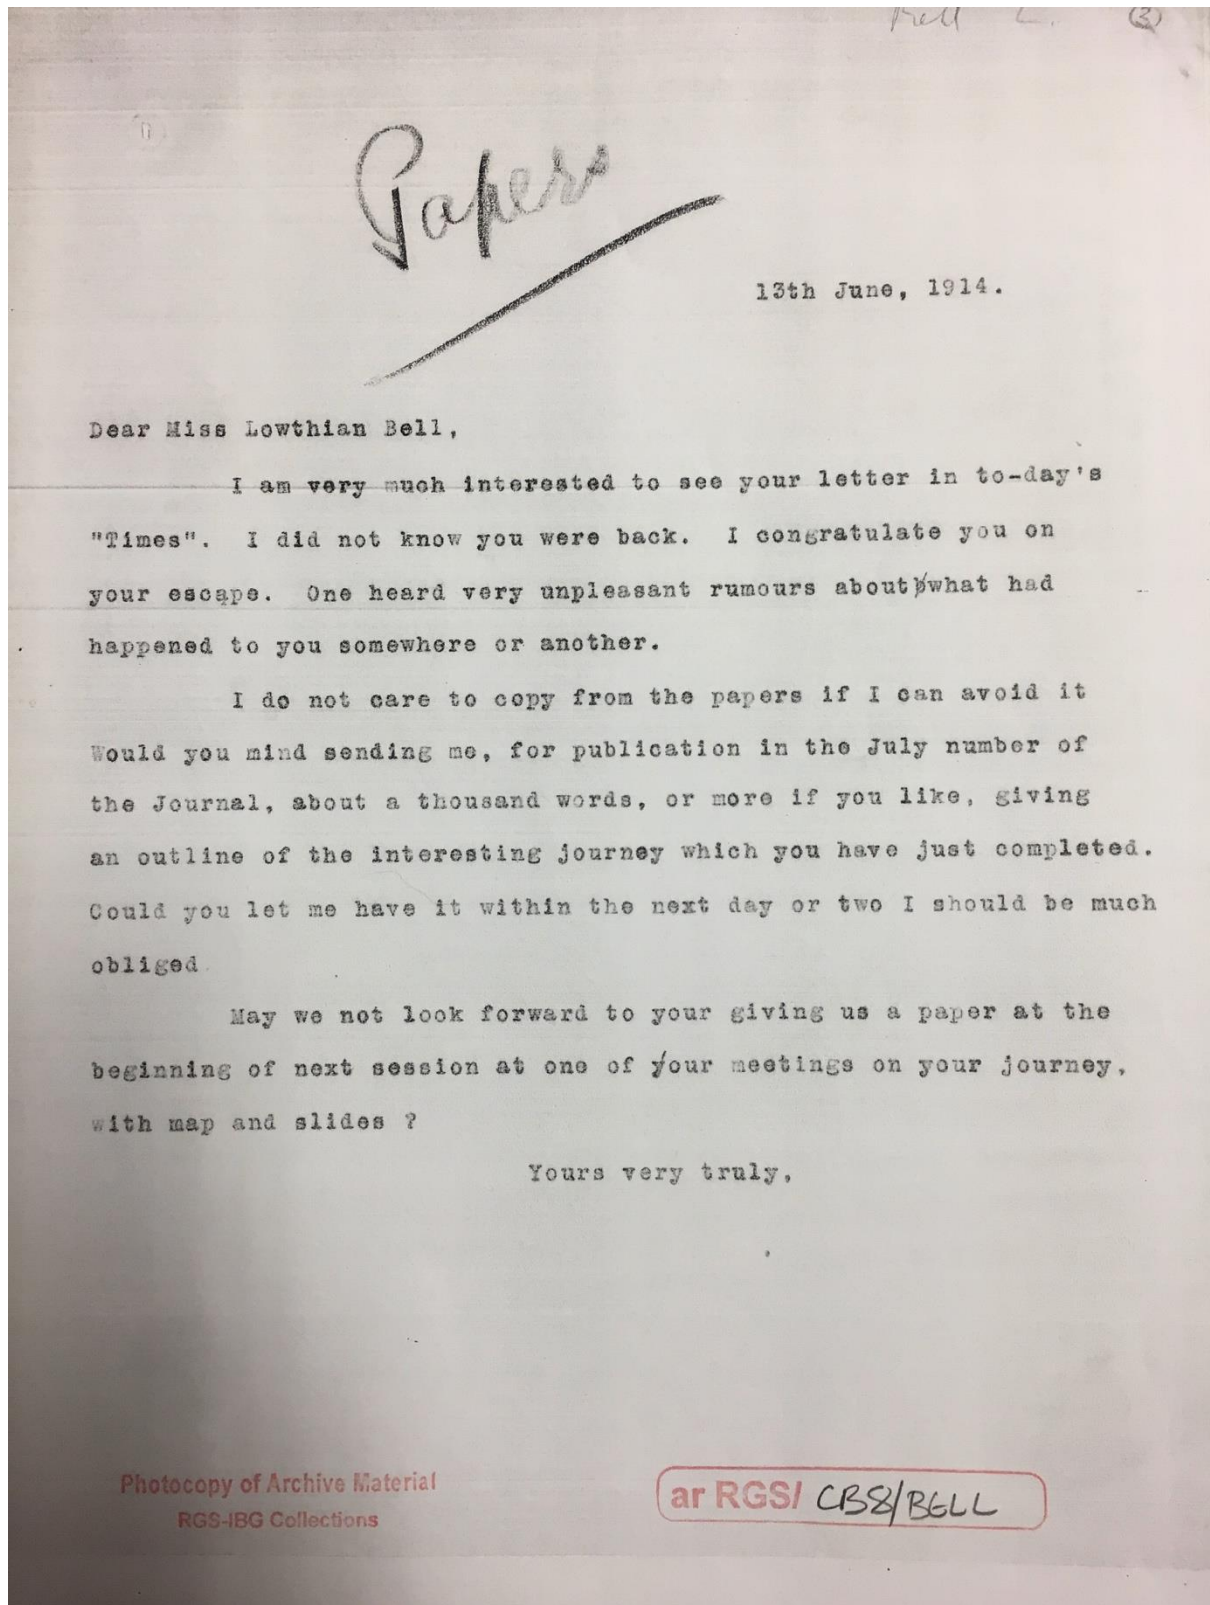 Bell L. (3)
Papers
13th June, 1914.
Dear Miss Lowthian Bell,
I am very much interested to see your letter in to-day's
"Times". I did not know you were back. I congratulate you on
your escape. One heard very unpleasant rumours about what had
happened to you somewhere or another.
I do not care to copy from the papers if I can avoid it
Would you mind sending me, for publication in the July number of
the Journal, about a thousand words, or more if you like, giving
an outline of the interesting journey which you have just completed.
Could you let me have it within the next day or two I should be much
obliged
May we not look forward to your giving us a paper at the
beginning of next session at one of our meetings on your journey,
with map and slides ?
Yours very truly,
Photocopy of Archive Material
RGS-IBG Collections
ar RGS/ CB8/BELL